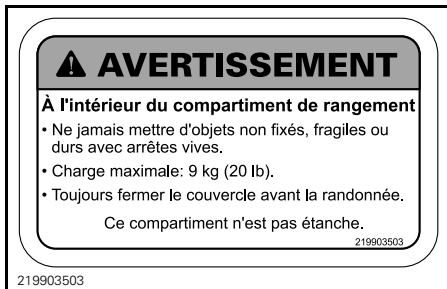 AVERTISSEMENT
À l'intérieur du compartiment de rangement
• Ne jamais mettre d'objets non fixés, fragiles ou
durs avec arrêtes vives.
• Charge maximale: 9 kg (20 lb).
• Toujours fermer le couvercle avant la randonnée.
Ce compartiment n'est pas étanche.
219903503
219903503